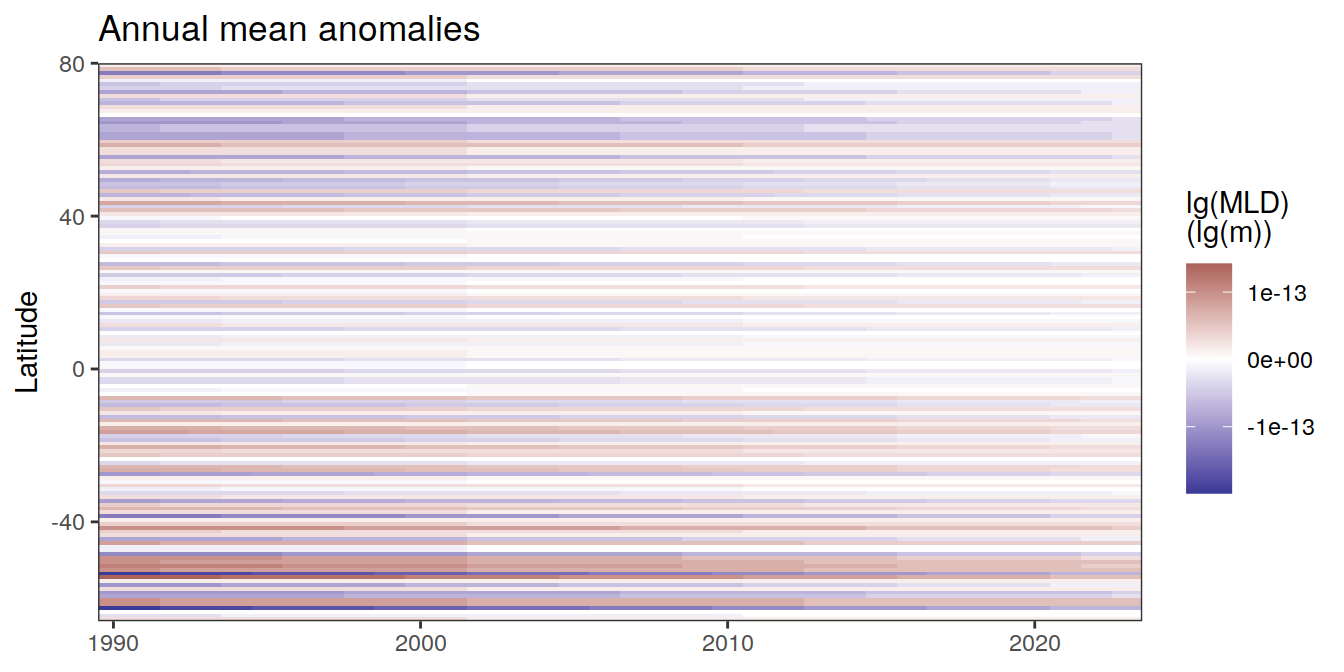 Annual mean anomalies
80
40
0
-40
Latitude
1990
2000
2010
2020
lg(MLD)
(lg(m))
1e-13
0e+00
-1e-13